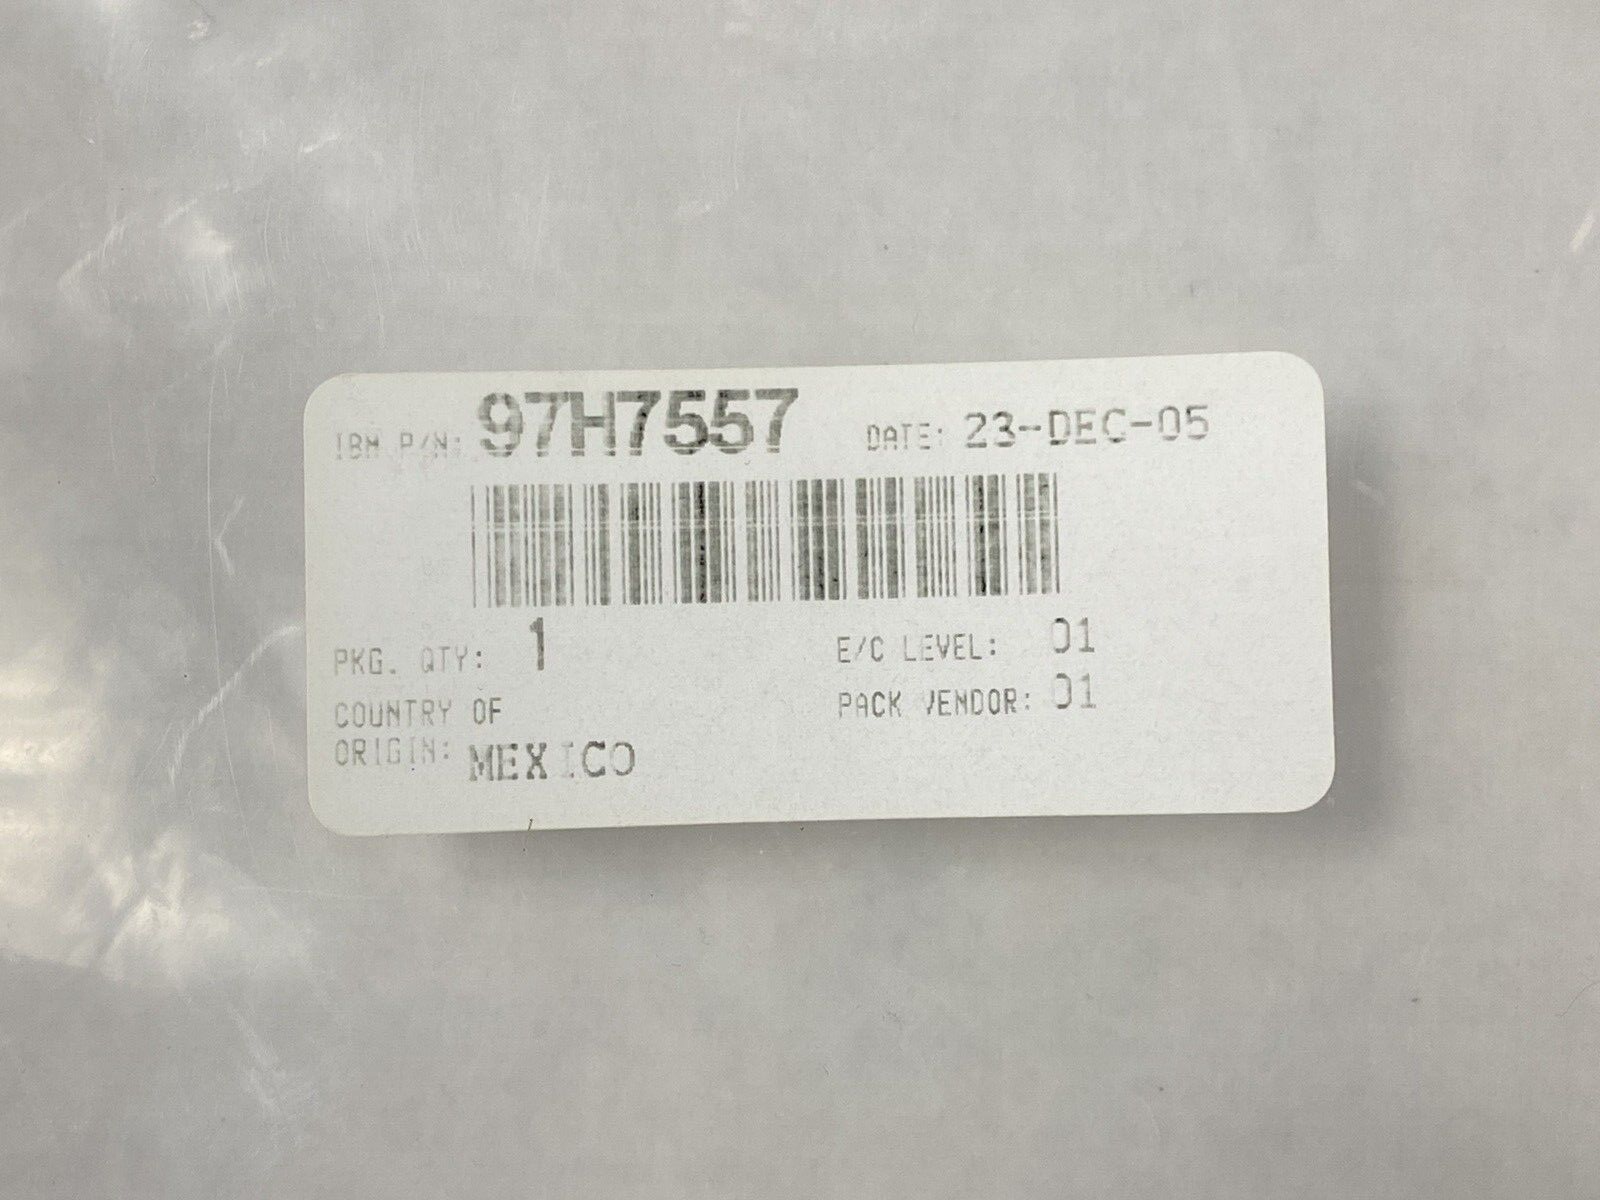 IBM P/N: 97H7557 DATE: 23-DEC-05
PKG. QTY: 1 E/C LEVEL: 01
COUNTRY OF PACK VENDOR: 01
ORIGIN: MEXICO